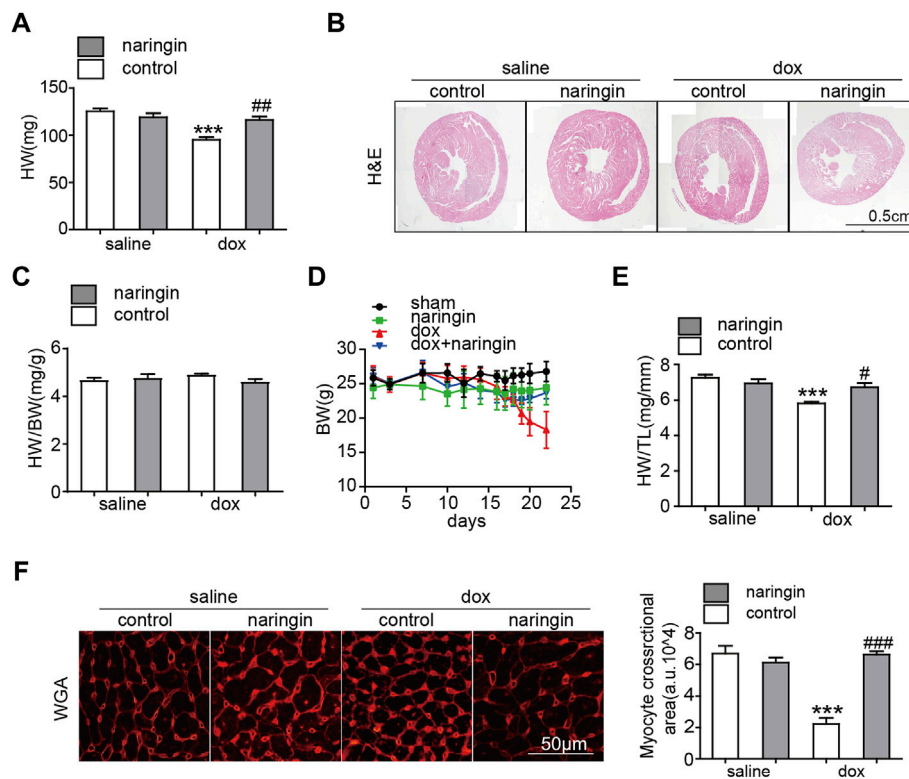 A
naringin
control
HW(mg)
150
100
50
0
***
##
saline
dox
B
saline
dox
control
naringin
control
naringin
H&E
0.5cm
C
naringin
control
HW/BW(mg/g)
6
4
2
0
saline
dox
D
sham
naringin
dox
dox+naringin
BW(g)
30
25
20
15
10
0
5
10
15
20
25
days
E
naringin
control
HW/TL(mg/mm)
8
6
4
2
0
***
#
saline
dox
F
saline
dox
control
naringin
control
naringin
WGA
50μm
naringin
control
Myocyte crossrctional
area(a.u.10^4)
8
6
4
2
0
***
###
saline
dox